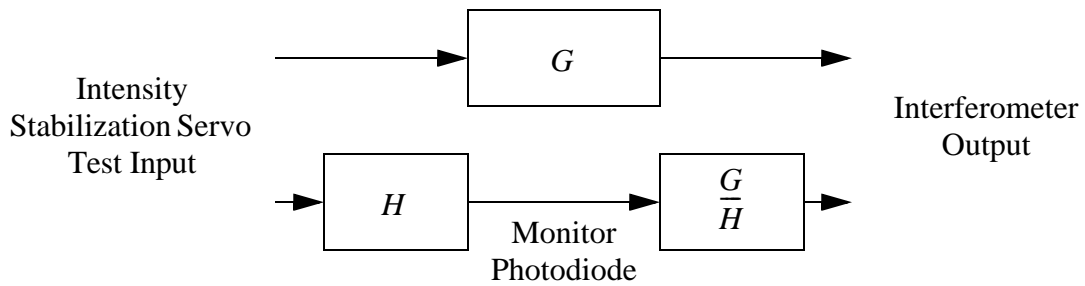 G
Intensity
Stabilization Servo
Test Input
Interferometer
Output
H
G
H
Monitor
Photodiode